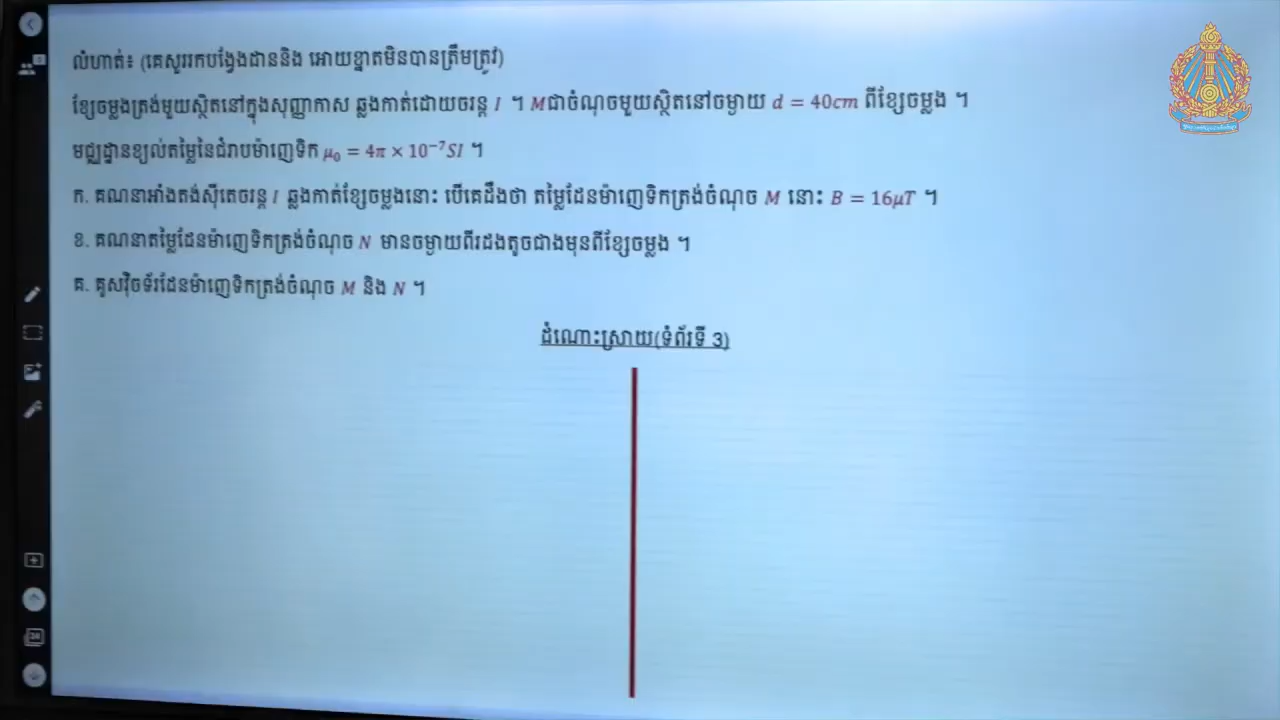 លំហាត់៖ (គេសួររកបង្វែងដាននិង អោយខ្នាតមិនបានត្រឹមត្រូវ)
ខ្សែចម្លងត្រង់មួយស្ថិតនៅក្នុងសុញ្ញាកាស ឆ្លងកាត់ដោយចរន្ត I ។ M ជាចំណុចមួយស្ថិតនៅចម្ងាយ d = 40cm ពីខ្សែចម្លង ។
មជ្ឈដ្ឋានខ្យល់តម្លៃនៃជំរាបម៉ាញេទិក μ₀ = 4π × 10⁻⁷SI ។
ក. គណនាអាំងតង់ស៊ីតេចរន្ត I ឆ្លងកាត់ខ្សែចម្លងនោះ បើគេដឹងថា តម្លៃដែនម៉ាញេទិកត្រង់ចំណុច M នោះ B = 16μT ។
ខ. គណនាតម្លៃដែនម៉ាញេទិកត្រង់ចំណុច N មានចម្ងាយពីរដងតូចជាងមុនពីខ្សែចម្លង ។
គ. គូសវ៉ិចទ័រដែនម៉ាញេទិកត្រង់ចំណុច M និង N ។
ដំណោះស្រាយ(ទំព័រទី 3)